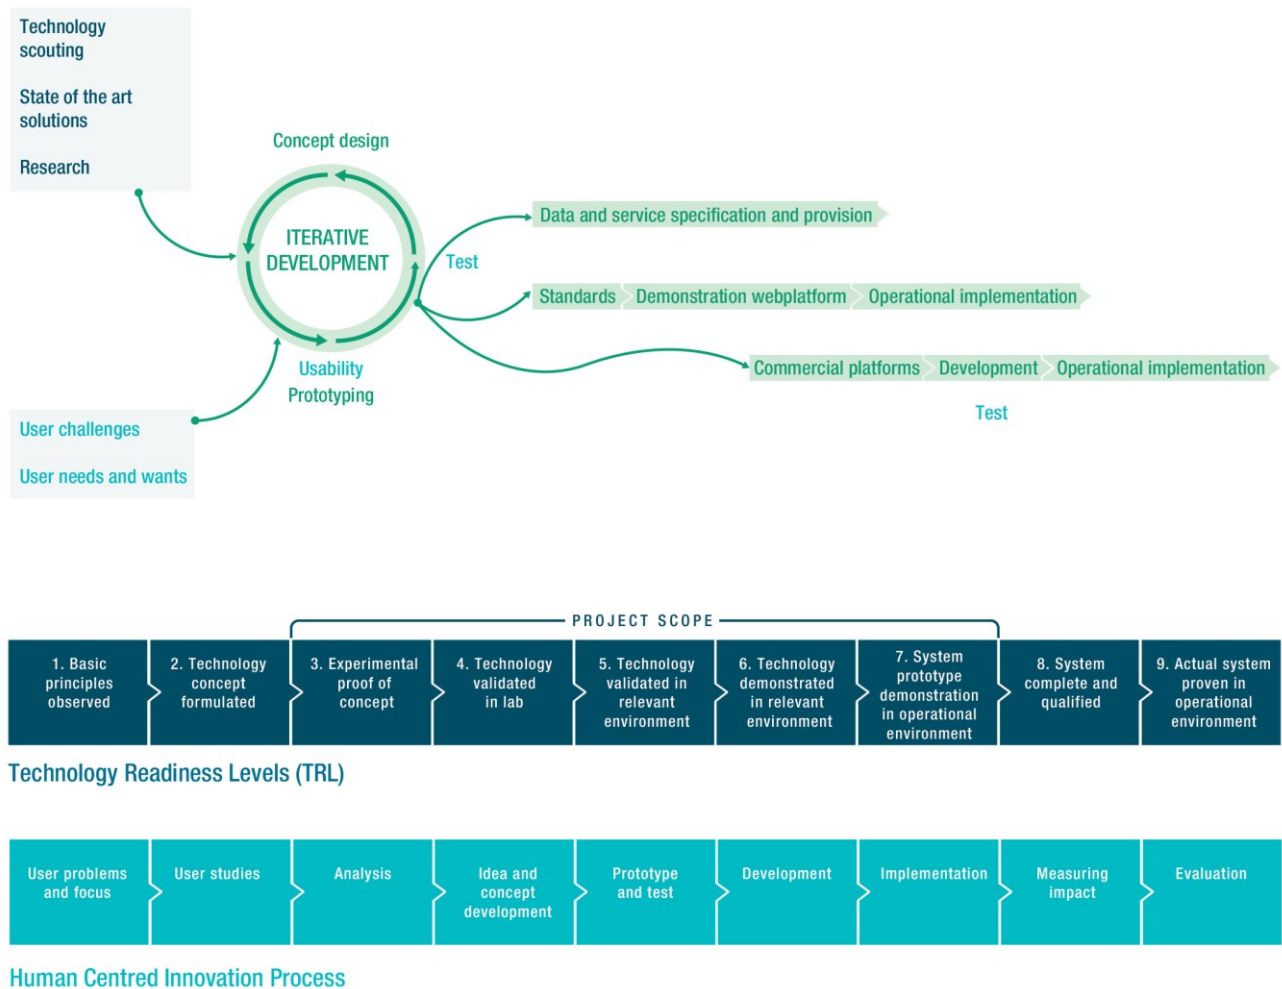 Technology
scouting
State of the art
solutions
Research
Concept design
ITERATIVE
DEVELOPMENT
Test
Usability
Prototyping
User challenges
User needs and wants
Data and service specification and provision
Standards
Demonstration webplatform
Operational implementation
Commercial platforms
Development
Operational implementation
Test
PROJECT SCOPE
1. Basic
principles
observed
2. Technology
concept
formulated
3. Experimental
proof of
concept
4. Technology
validated
in lab
5. Technology
validated in
relevant
environment
6. Technology
demonstrated
in relevant
environment
7. System
prototype
demonstration
in operational
environment
8. System
complete and
qualified
9. Actual system
proven in
operational
environment
Technology Readiness Levels (TRL)
User problems
and focus
User studies
Analysis
Idea and
concept
development
Prototype
and test
Development
Implementation
Measuring
impact
Evaluation
Human Centred Innovation Process